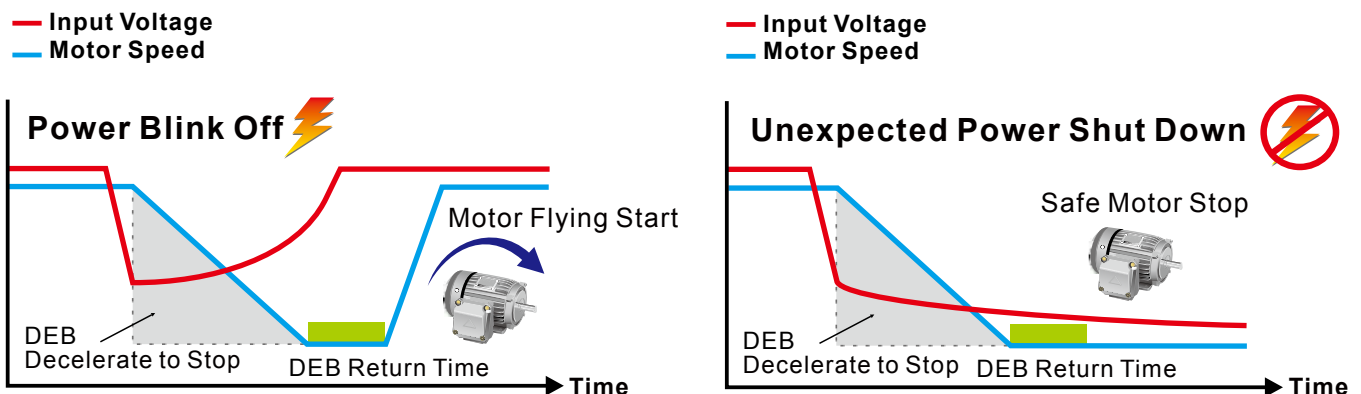 Input Voltage
Motor Speed
Power Blink Off
Motor Flying Start
DEB
Decelerate to Stop
DEB Return Time
Time
Input Voltage
Motor Speed
Unexpected Power Shut Down
Safe Motor Stop
DEB
Decelerate to Stop
DEB Return Time
Time